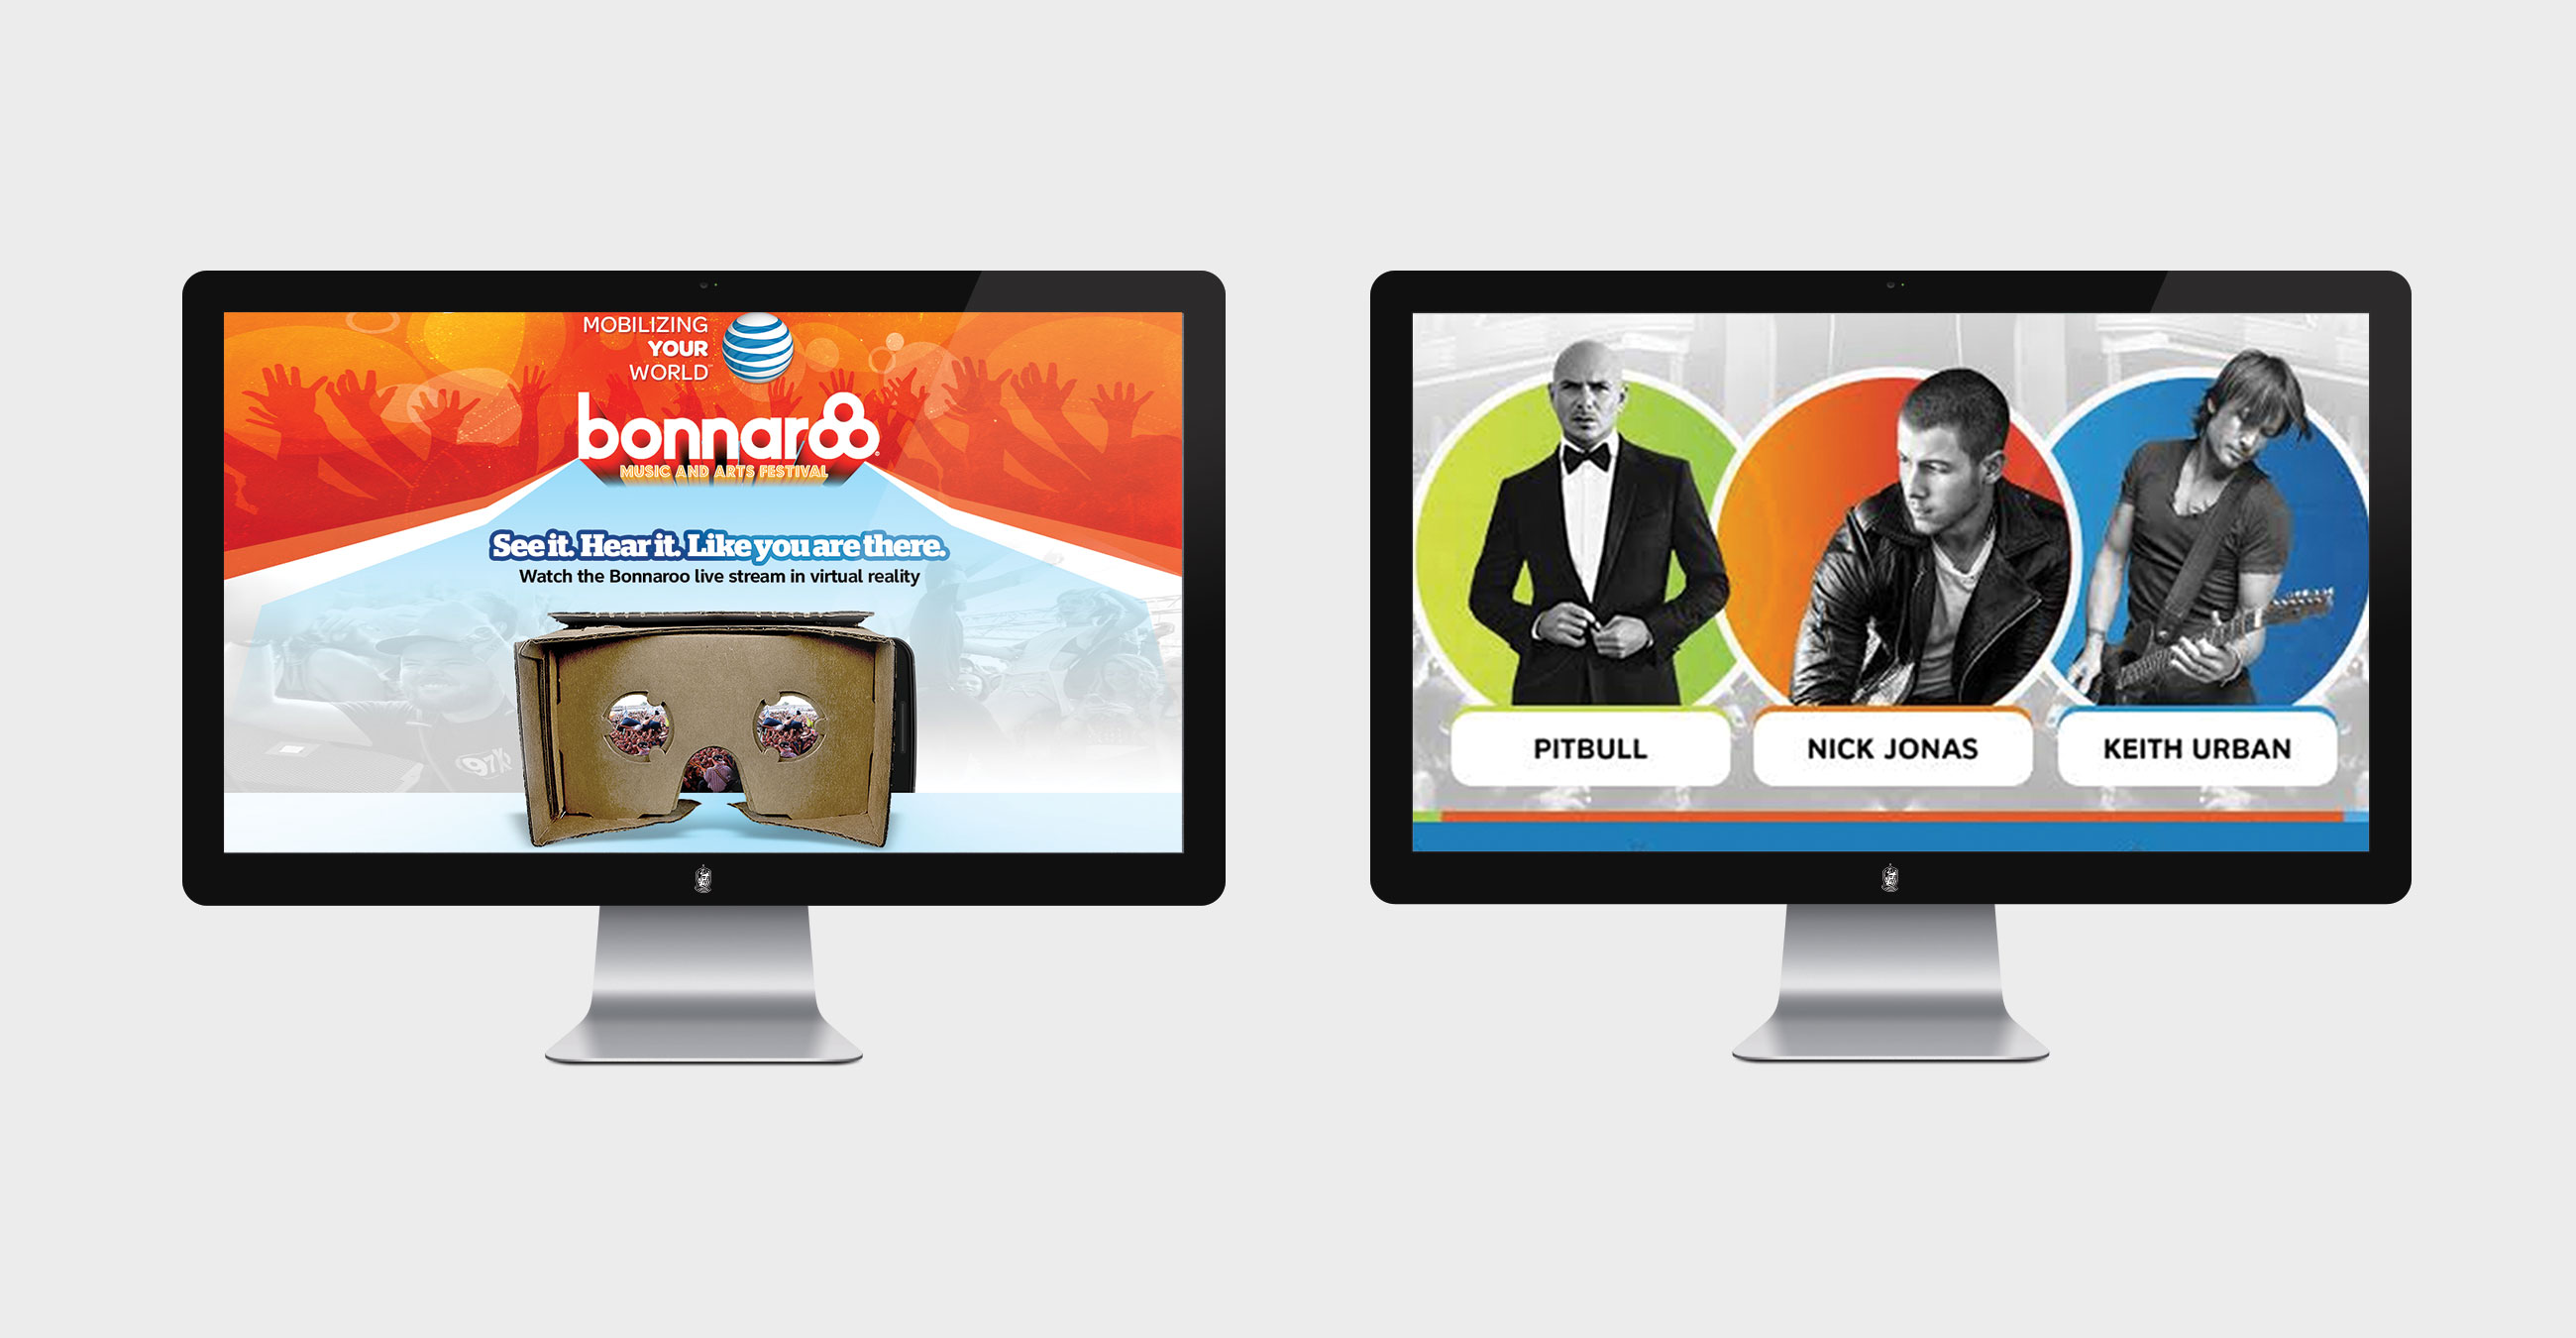 MOBILIZING
YOUR
WORLD
bonnaroo
MUSIC AND ARTS FESTIVAL
See it. Hear it. Like you are there.
Watch the Bonnaroo live stream in virtual reality
97X
PITBULL
NICK JONAS
KEITH URBAN